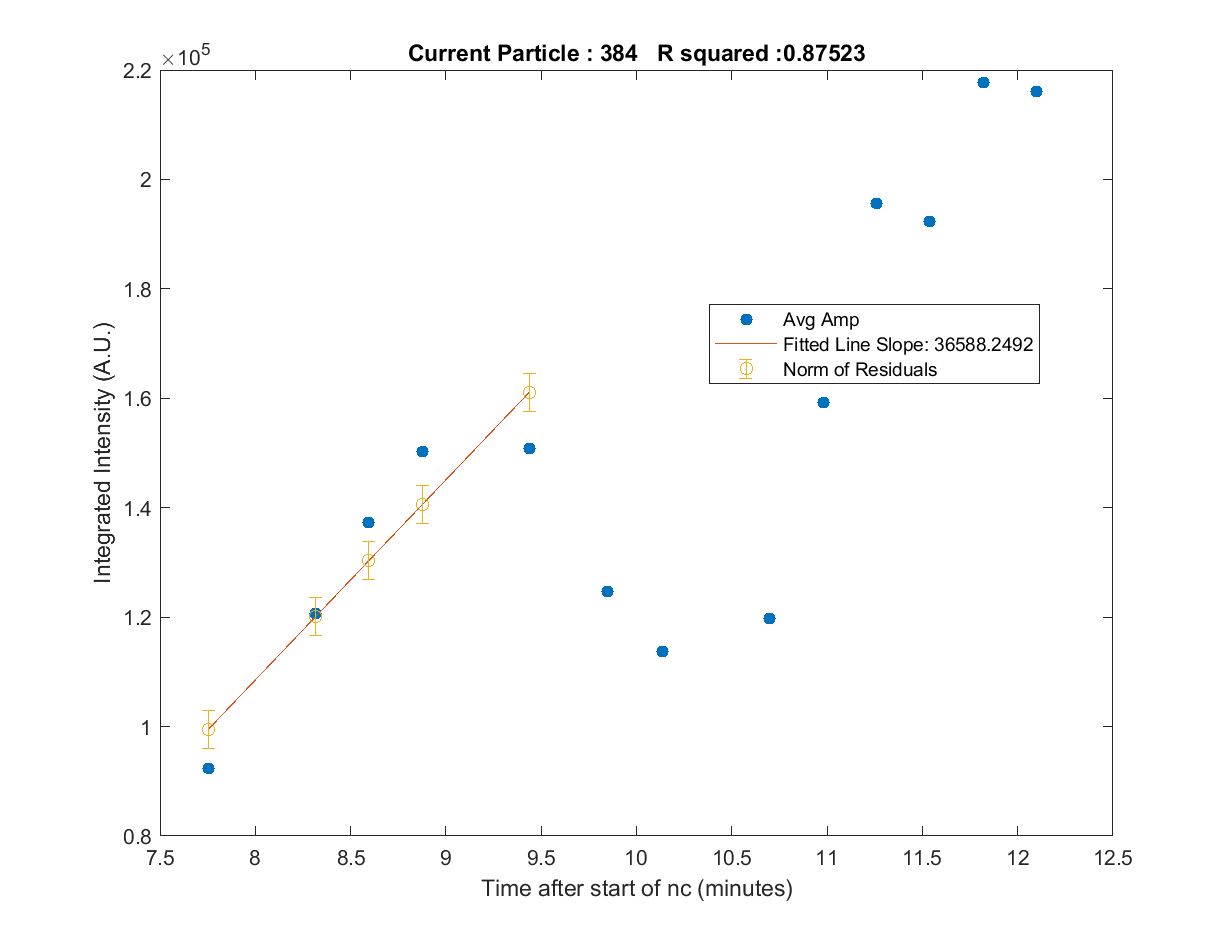 Current Particle : 384 R squared :0.87523
×10^5
2.2
2
1.8
1.6
1.4
1.2
1
0.8
Integrated Intensity (A.U.)
Avg Amp
Fitted Line Slope: 36588.2492
Norm of Residuals
7.5 8 8.5 9 9.5 10 10.5 11 11.5 12 12.5
Time after start of nc (minutes)